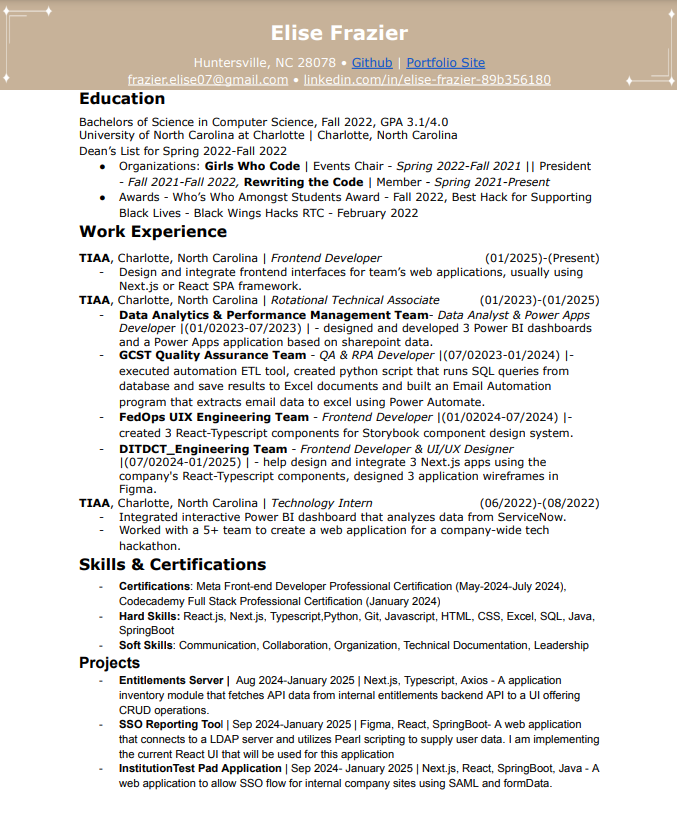 Elise Frazier
Huntersville, NC 28078 • Github | Portfolio Site
frazier.elise07@gmail.com • linkedin.com/in/elise-frazier-89b356180
Education
Bachelors of Science in Computer Science, Fall 2022, GPA 3.1/4.0
University of North Carolina at Charlotte | Charlotte, North Carolina
Dean's List for Spring 2022-Fall 2022
● Organizations: Girls Who Code | Events Chair - Spring 2022-Fall 2021 || President
- Fall 2021-Fall 2022, Rewriting the Code | Member - Spring 2021-Present
● Awards - Who's Who Amongst Students Award - Fall 2022, Best Hack for Supporting
Black Lives - Black Wings Hacks RTC - February 2022
Work Experience
TIAA, Charlotte, North Carolina | Frontend Developer (01/2025)-(Present)
- Design and integrate frontend interfaces for team's web applications, usually using
Next.js or React SPA framework.
TIAA, Charlotte, North Carolina | Rotational Technical Associate (01/2023)-(01/2025)
- Data Analytics & Performance Management Team- Data Analyst & Power Apps
Developer |(01/02023-07/2023) | - designed and developed 3 Power BI dashboards
and a Power Apps application based on sharepoint data.
- GCST Quality Assurance Team - QA & RPA Developer |(07/02023-01/2024) |-
executed automation ETL tool, created python script that runs SQL queries from
database and save results to Excel documents and built an Email Automation
program that extracts email data to excel using Power Automate.
- FedOps UIX Engineering Team - Frontend Developer |(01/02024-07/2024) |-
created 3 React-Typescript components for Storybook component design system.
- DITDCT_Engineering Team - Frontend Developer & UI/UX Designer
|(07/02024-01/2025) | - help design and integrate 3 Next.js apps using the
company's React-Typescript components, designed 3 application wireframes in
Figma.
TIAA, Charlotte, North Carolina | Technology Intern (06/2022)-(08/2022)
- Integrated interactive Power BI dashboard that analyzes data from ServiceNow.
- Worked with a 5+ team to create a web application for a company-wide tech
hackathon.
Skills & Certifications
- Certifications: Meta Front-end Developer Professional Certification (May-2024-July 2024),
Codecademy Full Stack Professional Certification (January 2024)
- Hard Skills: React.js, Next.js, Typescript,Python, Git, Javascript, HTML, CSS, Excel, SQL, Java,
SpringBoot
- Soft Skills: Communication, Collaboration, Organization, Technical Documentation, Leadership
Projects
- Entitlements Server | Aug 2024-January 2025 | Next.js, Typescript, Axios - A application
inventory module that fetches API data from internal entitlements backend API to a UI offering
CRUD operations.
- SSO Reporting Tool | Sep 2024-January 2025 | Figma, React, SpringBoot- A web application
that connects to a LDAP server and utilizes Pearl scripting to supply user data. I am implementing
the current React UI that will be used for this application
- InstitutionTest Pad Application | Sep 2024- January 2025 | Next.js, React, SpringBoot, Java - A
web application to allow SSO flow for internal company sites using SAML and formData.